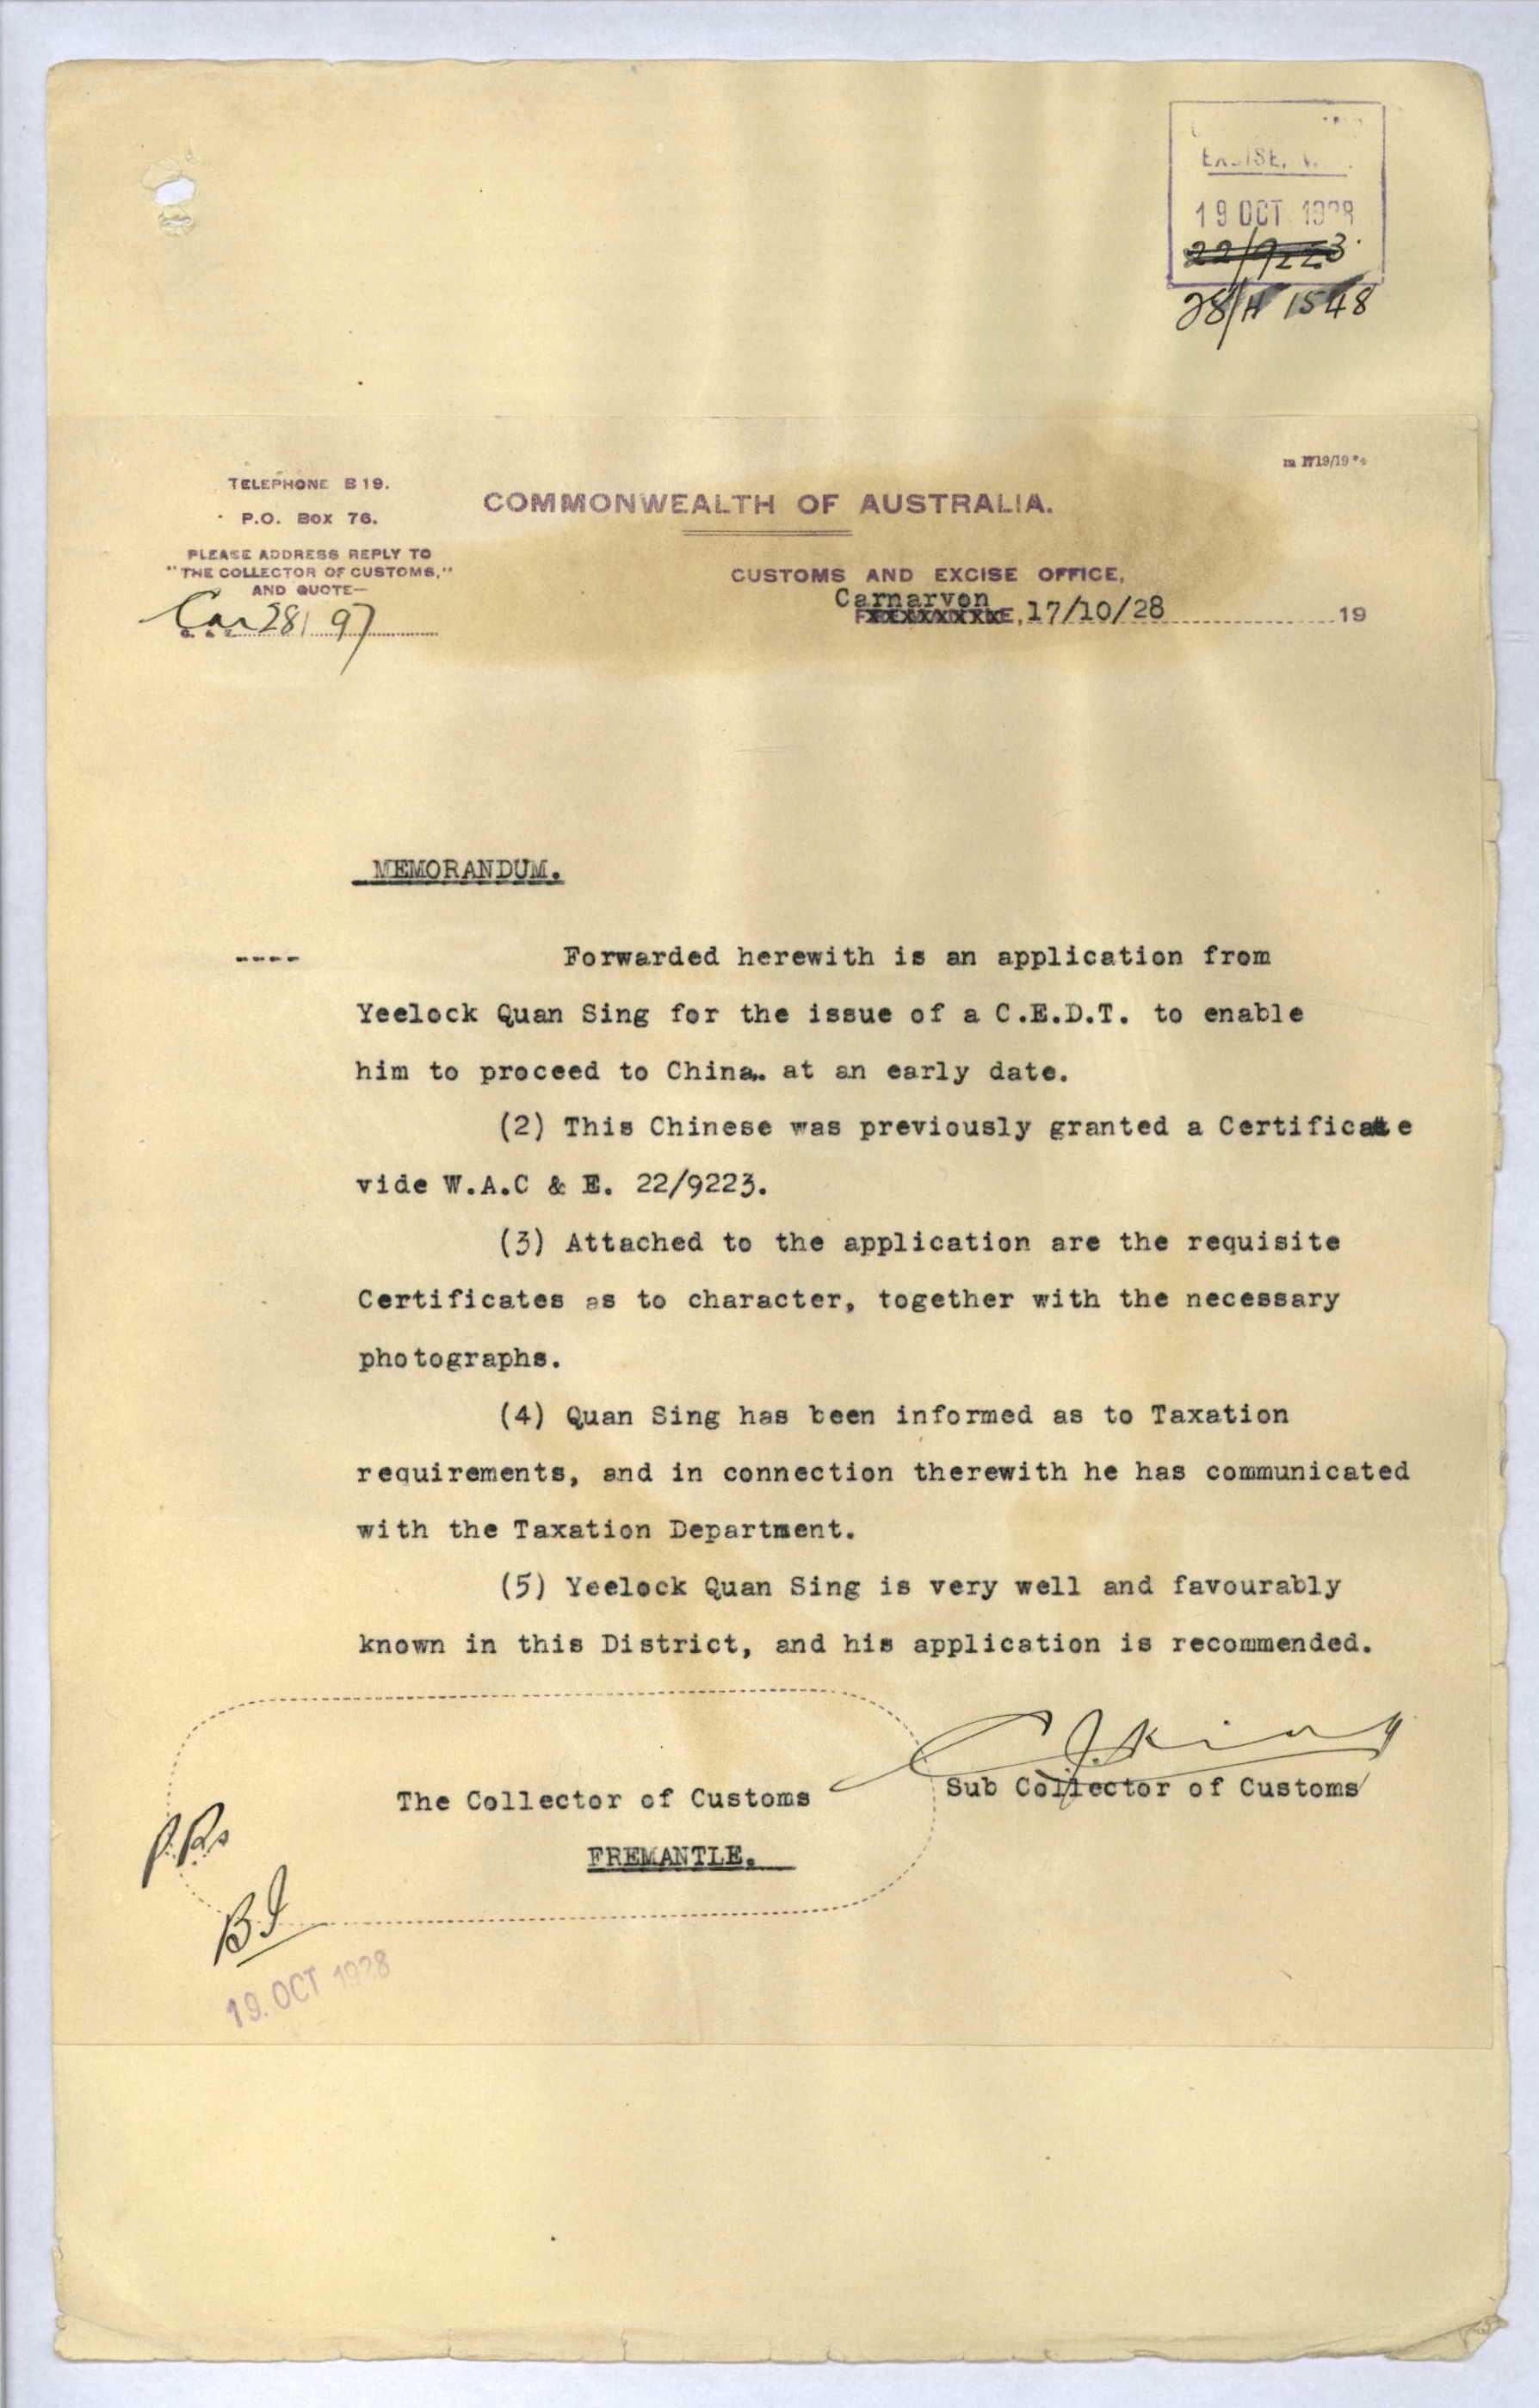 EXCISE, W.
19 OCT 1928
22/9223.
28/H 1548
TELEPHONE B 19.
P.O. BOX 76.
PLEASE ADDRESS REPLY TO
"THE COLLECTOR OF CUSTOMS,"
AND QUOTE—
Car 28/97
COMMONWEALTH OF AUSTRALIA.
CUSTOMS AND EXCISE OFFICE,
Carnarvon
17/10/28 19
MEMORANDUM.
---- Forwarded herewith is an application from
Yeelock Quan Sing for the issue of a C.E.D.T. to enable
him to proceed to China. at an early date.
(2) This Chinese was previously granted a Certificate
vide W.A.C & E. 22/9223.
(3) Attached to the application are the requisite
Certificates as to character, together with the necessary
photographs.
(4) Quan Sing has been informed as to Taxation
requirements, and in connection therewith he has communicated
with the Taxation Department.
(5) Yeelock Quan Sing is very well and favourably
known in this District, and his application is recommended.
C J King
Sub Collector of Customs
The Collector of Customs
FREMANTLE.
19. OCT 1928